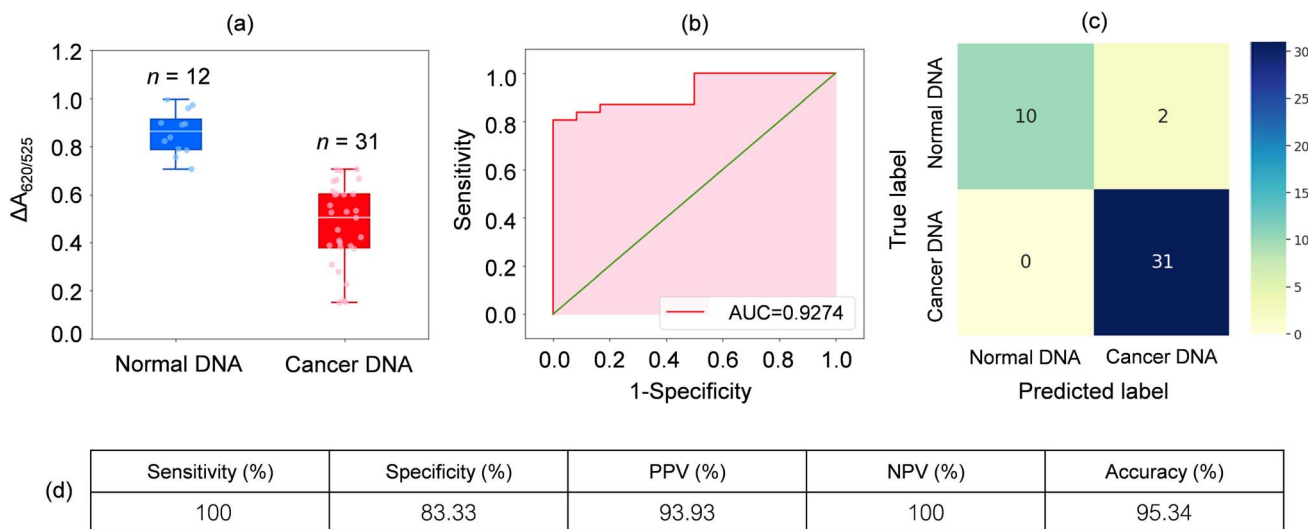 (a)
1.2
1.0
0.8
0.6
0.4
0.2
0.0
ΔA620/525
n = 12
n = 31
Normal DNA
Cancer DNA
(b)
1.0
0.8
0.6
0.4
0.2
0.0
Sensitivity
AUC=0.9274
0.0 0.2 0.4 0.6 0.8 1.0
1-Specificity
(c)
True label
Normal DNA
Cancer DNA
10 2
0 31
Normal DNA Cancer DNA
Predicted label
30
25
20
15
10
5
0
(d)
Sensitivity (%) Specificity (%) PPV (%) NPV (%) Accuracy (%)
100 83.33 93.93 100 95.34